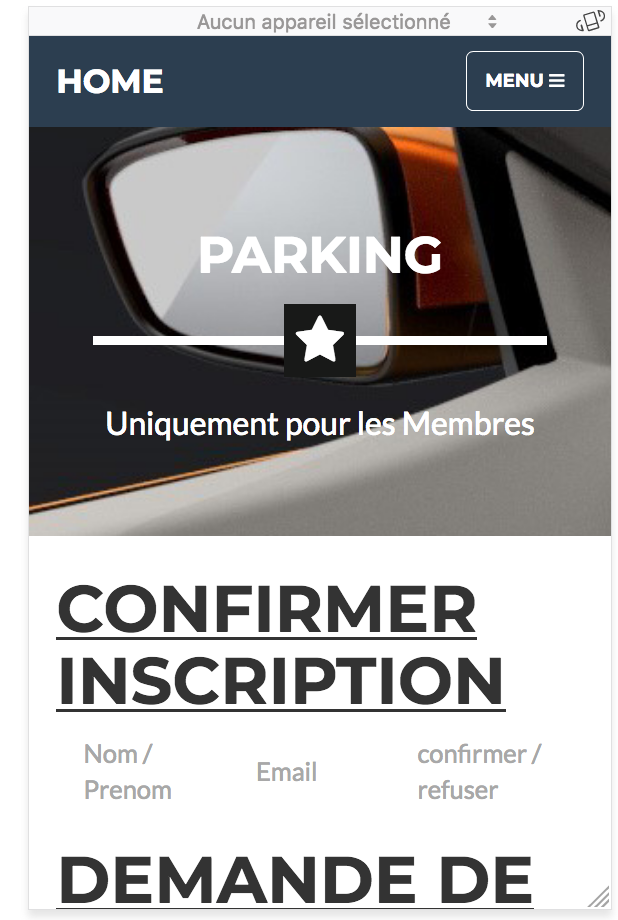 Aucun appareil sélectionné
HOME
MENU
PARKING
Uniquement pour les Membres
CONFIRMER
INSCRIPTION
Nom /
Prenom
Email
confirmer /
refuser
DEMANDE DE